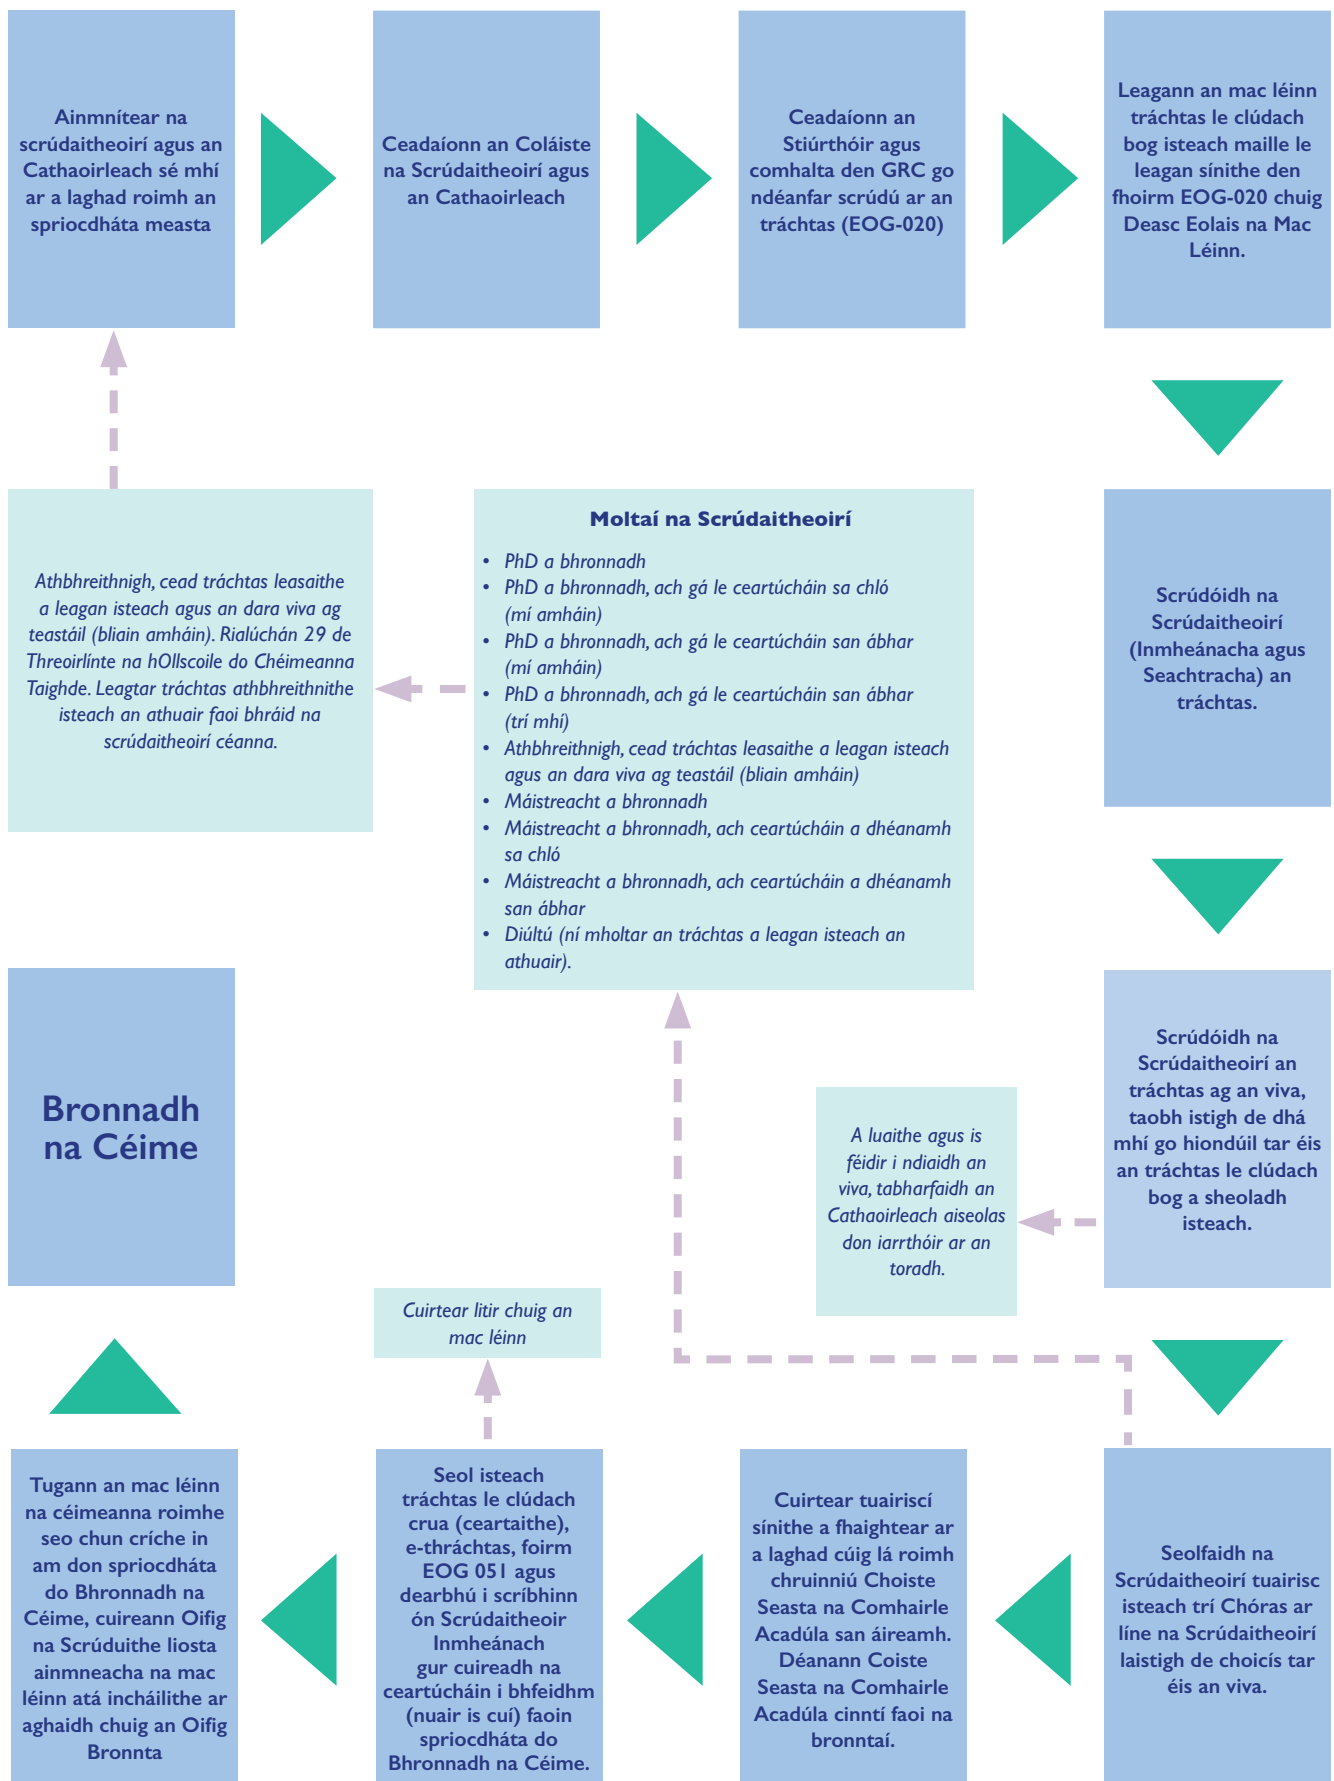 Ainmnítear na
scrúdaitheoirí agus an
Cathaoirleach sé mhí
ar a laghad roimh an
spriocdháta measta
Ceadaíonn an Coláiste
na Scrúdaitheoirí agus
an Cathaoirleach
Ceadaíonn an
Stiúrthóir agus
comhalta den GRC go
ndéanfar scrúdú ar an
tráchtas (EOG-020)
Leagann an mac léinn
tráchtas le clúdach
bog isteach maille le
leagan sínithe den
fhoirm EOG-020 chuig
Deasc Eolais na Mac
Léinn.
Athbhreithnigh, cead tráchtas leasaithe
a leagan isteach agus an dara viva ag
teastáil (bliain amháin). Rialúchán 29 de
Threoirlínte na hOllscoile do Chéimeanna
Taighde. Leagtar tráchtas athbhreithnithe
isteach an athuair faoi bhráid na
scrúdaitheoirí céanna.
Moltaí na Scrúdaitheoirí
• PhD a bhronnadh
• PhD a bhronnadh, ach gá le ceartúcháin sa chló
(mí amháin)
• PhD a bhronnadh, ach gá le ceartúcháin san ábhar
(mí amháin)
• PhD a bhronnadh, ach gá le ceartúcháin san ábhar
(trí mhí)
• Athbhreithnigh, cead tráchtas leasaithe a leagan isteach
agus an dara viva ag teastáil (bliain amháin)
• Máistreacht a bhronnadh
• Máistreacht a bhronnadh, ach ceartúcháin a dhéanamh
sa chló
• Máistreacht a bhronnadh, ach ceartúcháin a dhéanamh
san ábhar
• Diúltú (ní mholtar an tráchtas a leagan isteach an
athuair).
Scrúdóidh na
Scrúdaitheoirí
(Inmheánacha agus
Seachtracha) an
tráchtas.
Scrúdóidh na
Scrúdaitheoirí an
tráchtas ag an viva,
taobh istigh de dhá
mhí go hiondúil tar éis
an tráchtas le clúdach
bog a sheoladh
isteach.
A luaithe agus is
féidir i ndiaidh an
viva, tabharfaidh an
Cathaoirleach aiseolas
don iarrthóir ar an
toradh.
Bronnadh
na Céime
Cuirtear litir chuig an
mac léinn
Tugann an mac léinn
na céimeanna roimhe
seo chun críche in
am don spriocdháta
do Bhronnadh na
Céime, cuireann Oifig
na Scrúduithe liosta
ainmneacha na mac
léinn atá incháilithe ar
aghaidh chuig an Oifig
Bronnta
Seol isteach
tráchtas le clúdach
crua (ceartaithe),
e-thráchtas, foirm
EOG 051 agus
dearbhú i scríbhinn
ón Scrúdaitheoir
Inmheánach
gur cuireadh na
ceartúcháin i bhfeidhm
(nuair is cuí) faoin
spriocdháta do
Bhronnadh na Céime.
Cuirtear tuairiscí
sínithe a fhaightear ar
a laghad cúig lá roimh
chruinniú Choiste
Seasta na Comhairle
Acadúla san áireamh.
Déanann Coiste
Seasta na Comhairle
Acadúla cinntí faoi na
bronntaí.
Seolfaidh na
Scrúdaitheoirí tuairisc
isteach trí Chóras ar
líne na Scrúdaitheoirí
laistigh de choicís tar
éis an viva.